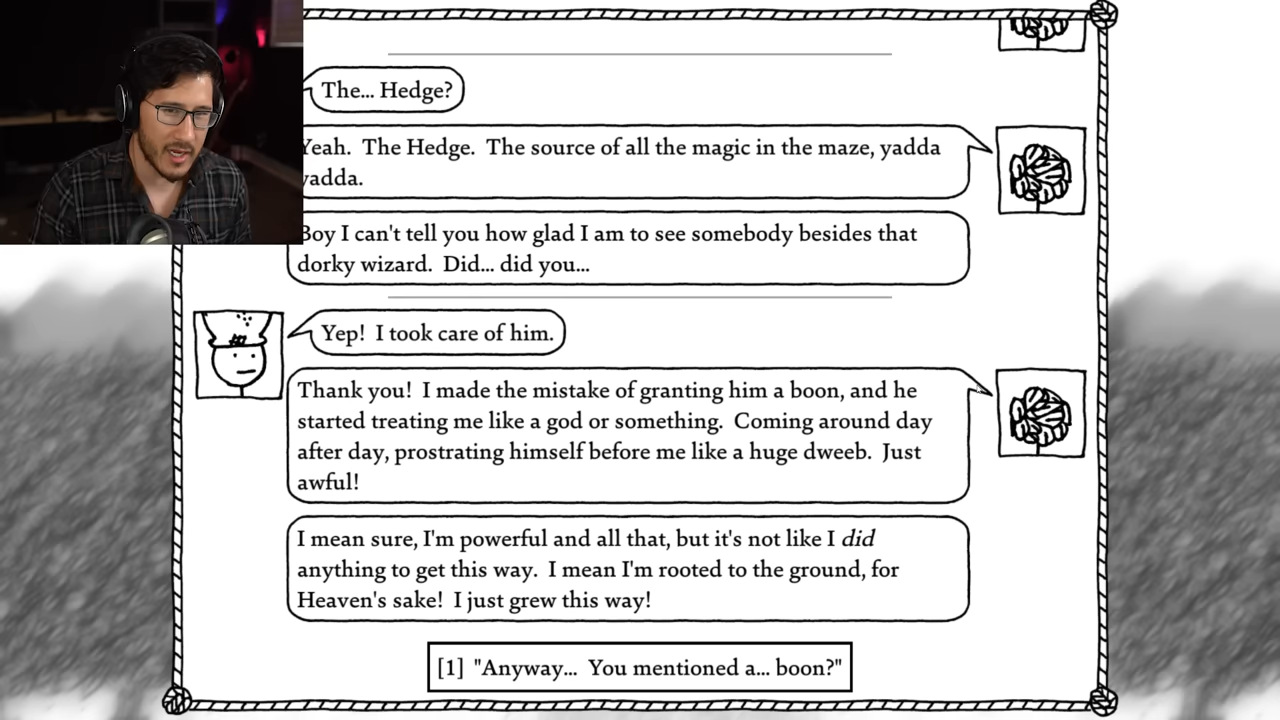 The... Hedge?
Yeah. The Hedge. The source of all the magic in the maze, yadda
yadda.
Boy I can't tell you how glad I am to see somebody besides that
dorky wizard. Did... did you...
Yep! I took care of him.
Thank you! I made the mistake of granting him a boon, and he
started treating me like a god or something. Coming around day
after day, prostrating himself before me like a huge dweeb. Just
awful!
I mean sure, I'm powerful and all that, but it's not like I did
anything to get this way. I mean I'm rooted to the ground, for
Heaven's sake! I just grew this way!
[1] "Anyway... You mentioned a... boon?"